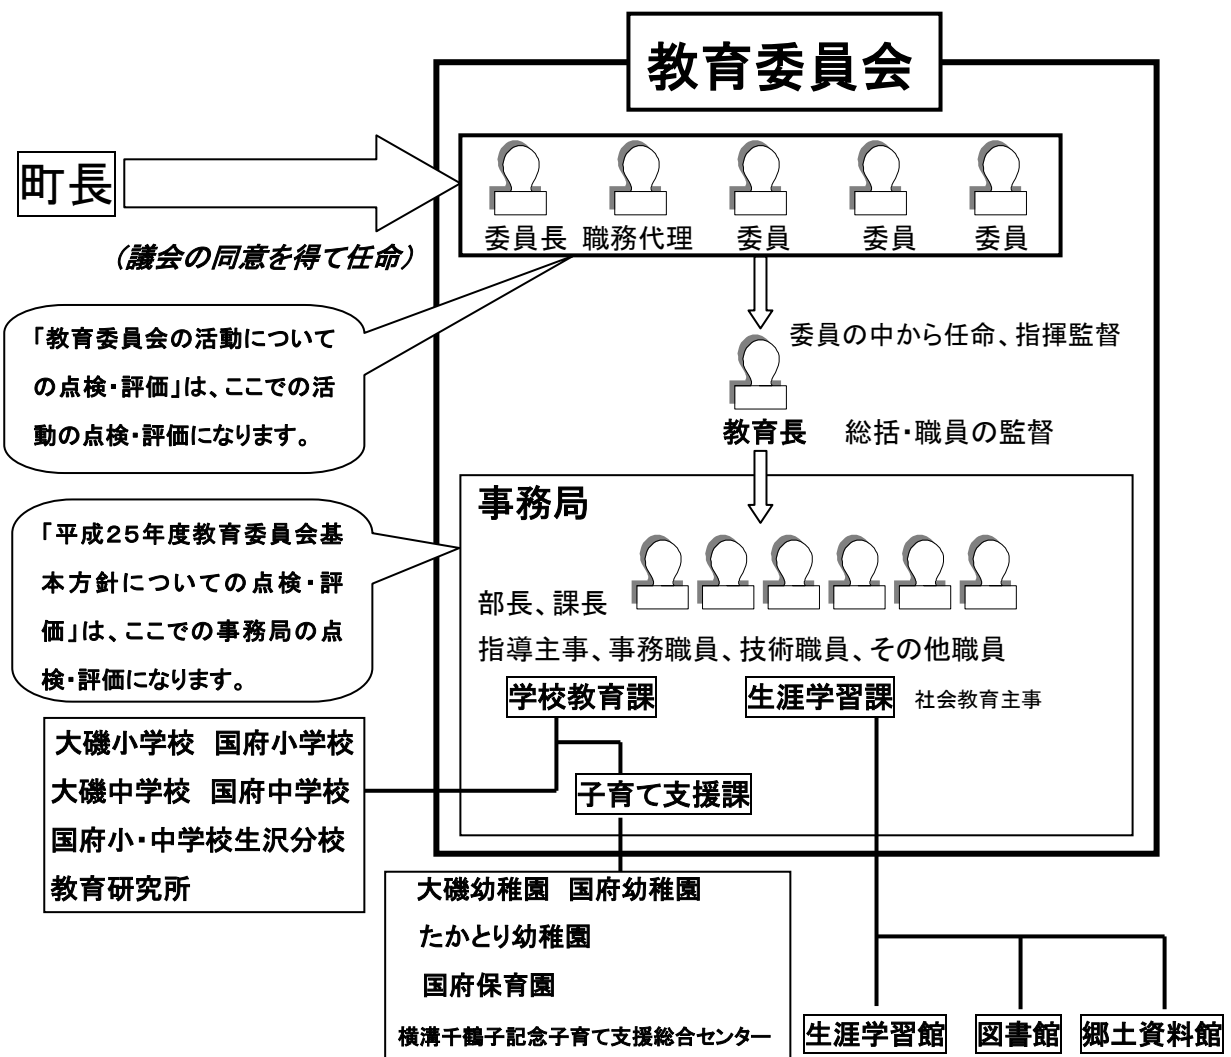 教育委員会
町長
委員長 職務代理 委員 委員 委員
（議会の同意を得て任命）
「教育委員会の活動について
の点検・評価」は、ここでの活
動の点検・評価になります。
委員の中から任命、指揮監督
教育長 総括・職員の監督
事務局
「平成２５年度教育委員会基
本方針についての点検・評
価」は、ここでの事務局の点
検・評価になります。
部長、課長
指導主事、事務職員、技術職員、その他職員
学校教育課 生涯学習課 社会教育主事
子育て支援課
大磯小学校 国府小学校
大磯中学校 国府中学校
国府小・中学校生沢分校
教育研究所
大磯幼稚園 国府幼稚園
たかとり幼稚園
国府保育園
横溝千鶴子記念子育て支援総合センター
生涯学習館 図書館 郷土資料館